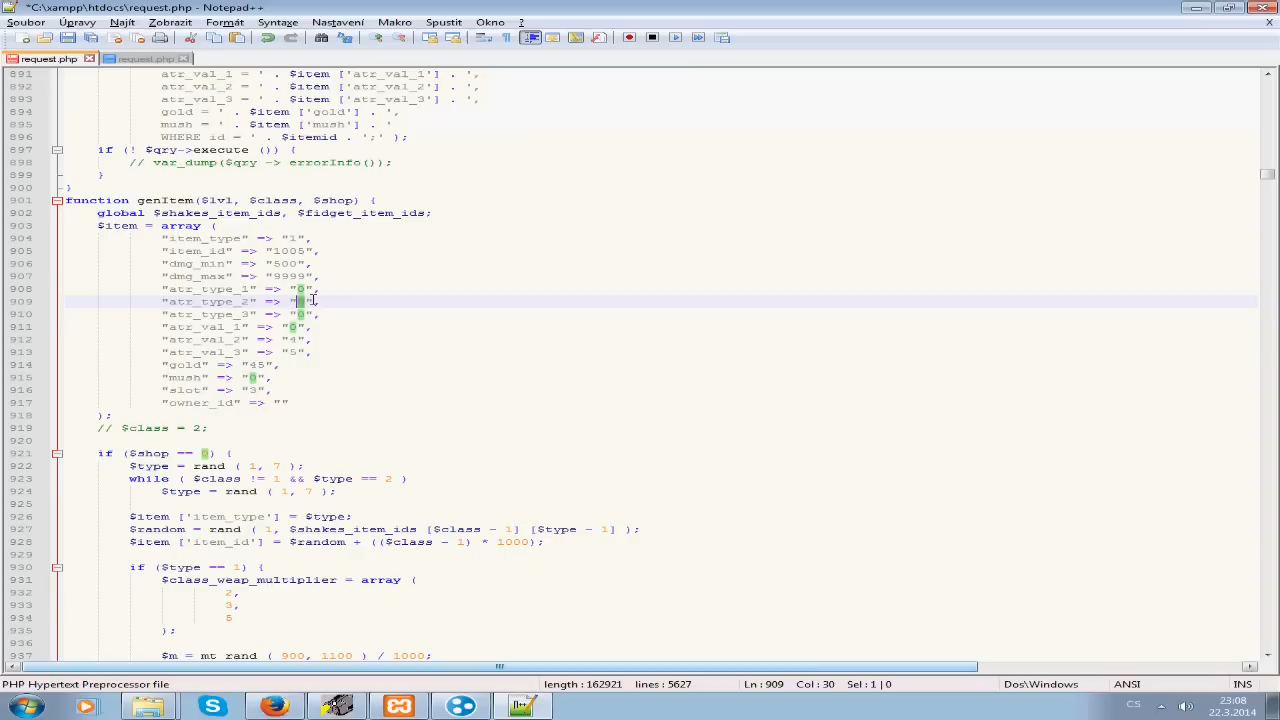 *C:\xampp\htdocs\request.php - Notepad++
Soubor Úpravy Najít Zobrazit Formát Syntaxe Nastavení Makro Spustit Okno ?
request.php request.php
891 atr_val_1 = ' . $item ['atr_val_1'] . ',
892 atr_val_2 = ' . $item ['atr_val_2'] . ',
893 atr_val_3 = ' . $item ['atr_val_3'] . ',
894 gold = ' . $item ['gold'] . ',
895 mush = ' . $item ['mush'] . '
896 WHERE id = ' . $itemid . ';' );
897 if (! $qry->execute ()) {
898 // var_dump($qry -> errorInfo());
899 }
900 }
901 function genItem($lvl, $class, $shop) {
902 global $shakes_item_ids, $fidget_item_ids;
903 $item = array (
904 "item_type" => "1",
905 "item_id" => "1005",
906 "dmg_min" => "500",
907 "dmg_max" => "9999",
908 "atr_type_1" => "0",
909 "atr_type_2" => "0",
910 "atr_type_3" => "0",
911 "atr_val_1" => "0",
912 "atr_val_2" => "4",
913 "atr_val_3" => "5",
914 "gold" => "45",
915 "mush" => "0",
916 "slot" => "3",
917 "owner_id" => ""
918 );
919 // $class = 2;
920
921 if ($shop == 0) {
922 $type = rand ( 1, 7 );
923 while ( $class != 1 && $type == 2 )
924 $type = rand ( 1, 7 );
925
926 $item ['item_type'] = $type;
927 $random = rand ( 1, $shakes_item_ids [$class - 1] [$type - 1] );
928 $item ['item_id'] = $random + (($class - 1) * 1000);
929
930 if ($type == 1) {
931 $class_weap_multiplier = array (
932 2,
933 3,
934 5
935 );
936
937 $m = mt_rand ( 900, 1100 ) / 1000;
PHP Hypertext Preprocessor file length : 162921 lines : 5627 Ln : 909 Col : 30 Sel : 1 | 0 Dos\Windows ANSI INS
CS 23:08
22.3.2014